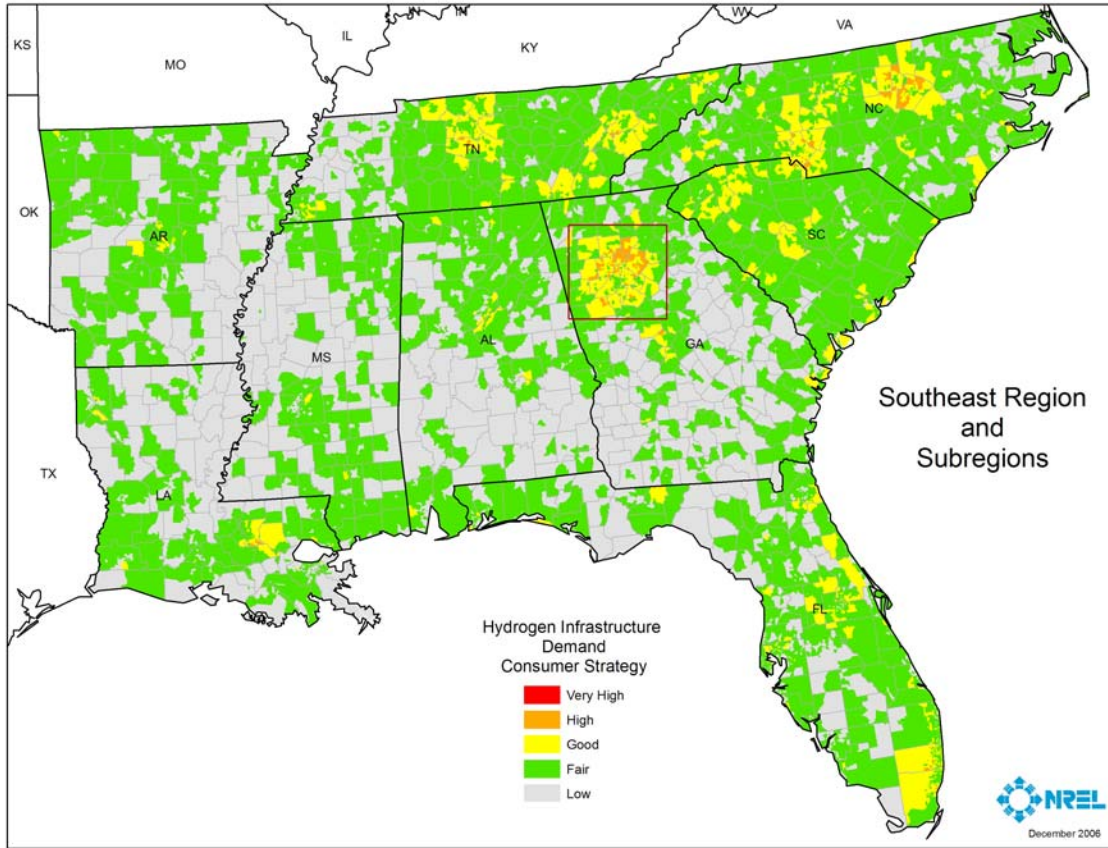 KS
MO
IL
IN
IN
KY
WV
VA
OK
AR
TN
NC
SC
MS
AL
GA
TX
LA
FL
Southeast Region
and
Subregions
Hydrogen Infrastructure
Demand
Consumer Strategy
Very High
High
Good
Fair
Low
NREL
December 2006